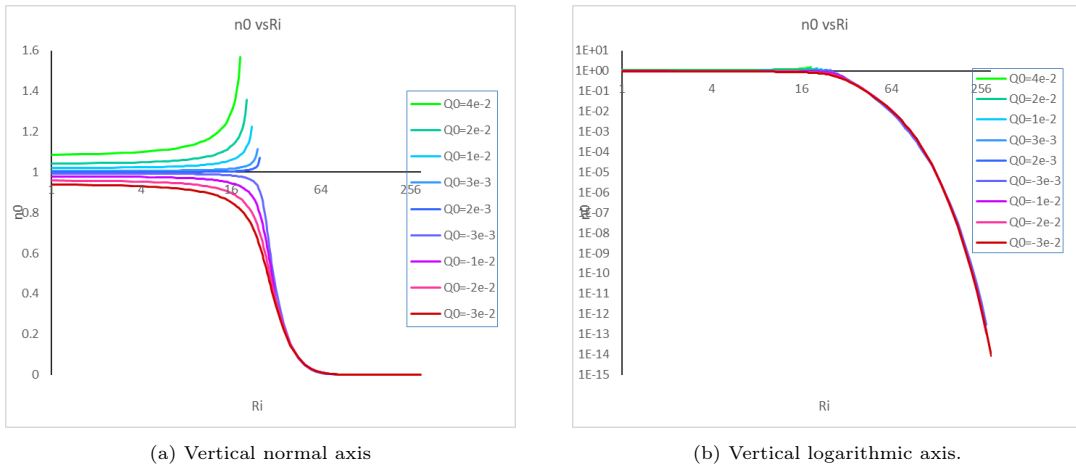 n0 vsRi
1.6
1.4
1.2
1
0.8
0.6
0.4
0.2
0
1
4
16
64
256
n0
Ri
Q0=4e-2
Q0=2e-2
Q0=1e-2
Q0=3e-3
Q0=2e-3
Q0=-3e-3
Q0=-1e-2
Q0=-2e-2
Q0=-3e-2
(a) Vertical normal axis
n0 vsRi
1E+01
1E+00
1E-01
1E-02
1E-03
1E-04
1E-05
1E-06
1E-07
1E-08
1E-09
1E-10
1E-11
1E-12
1E-13
1E-14
1E-15
1
4
16
64
256
n0
Ri
Q0=4e-2
Q0=2e-2
Q0=1e-2
Q0=3e-3
Q0=2e-3
Q0=-3e-3
Q0=-1e-2
Q0=-2e-2
Q0=-3e-2
(b) Vertical logarithmic axis.